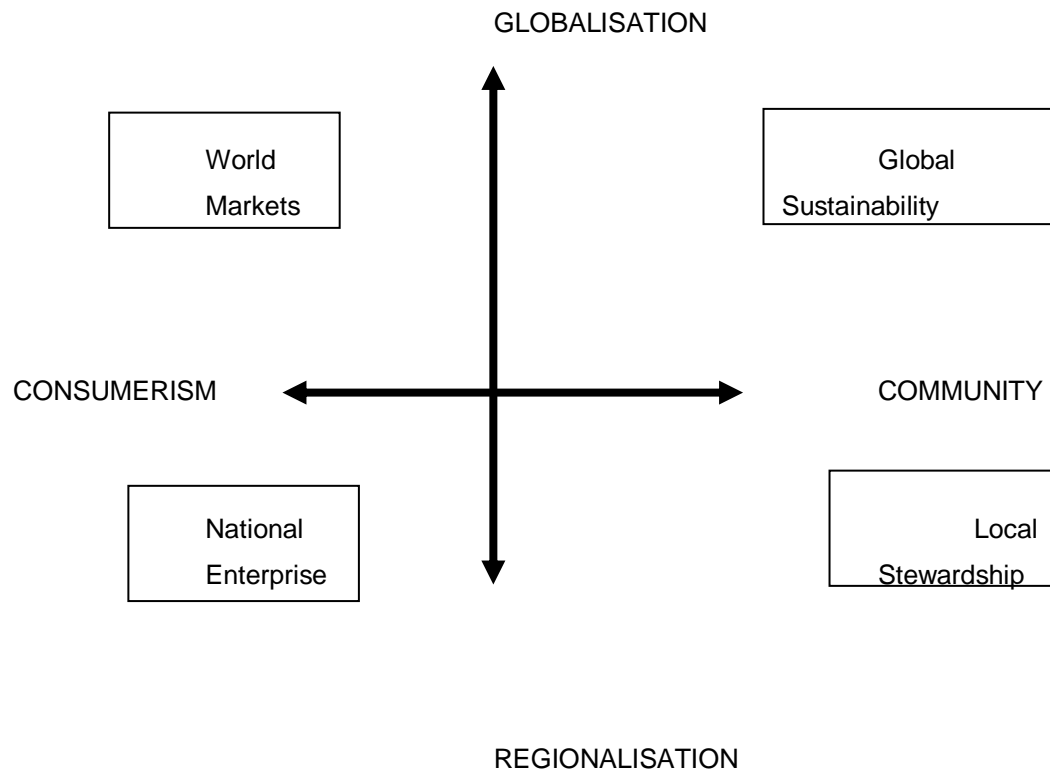 GLOBALISATION
World
Markets
Global
Sustainability
CONSUMERISM
COMMUNITY
National
Enterprise
Local
Stewardship
REGIONALISATION